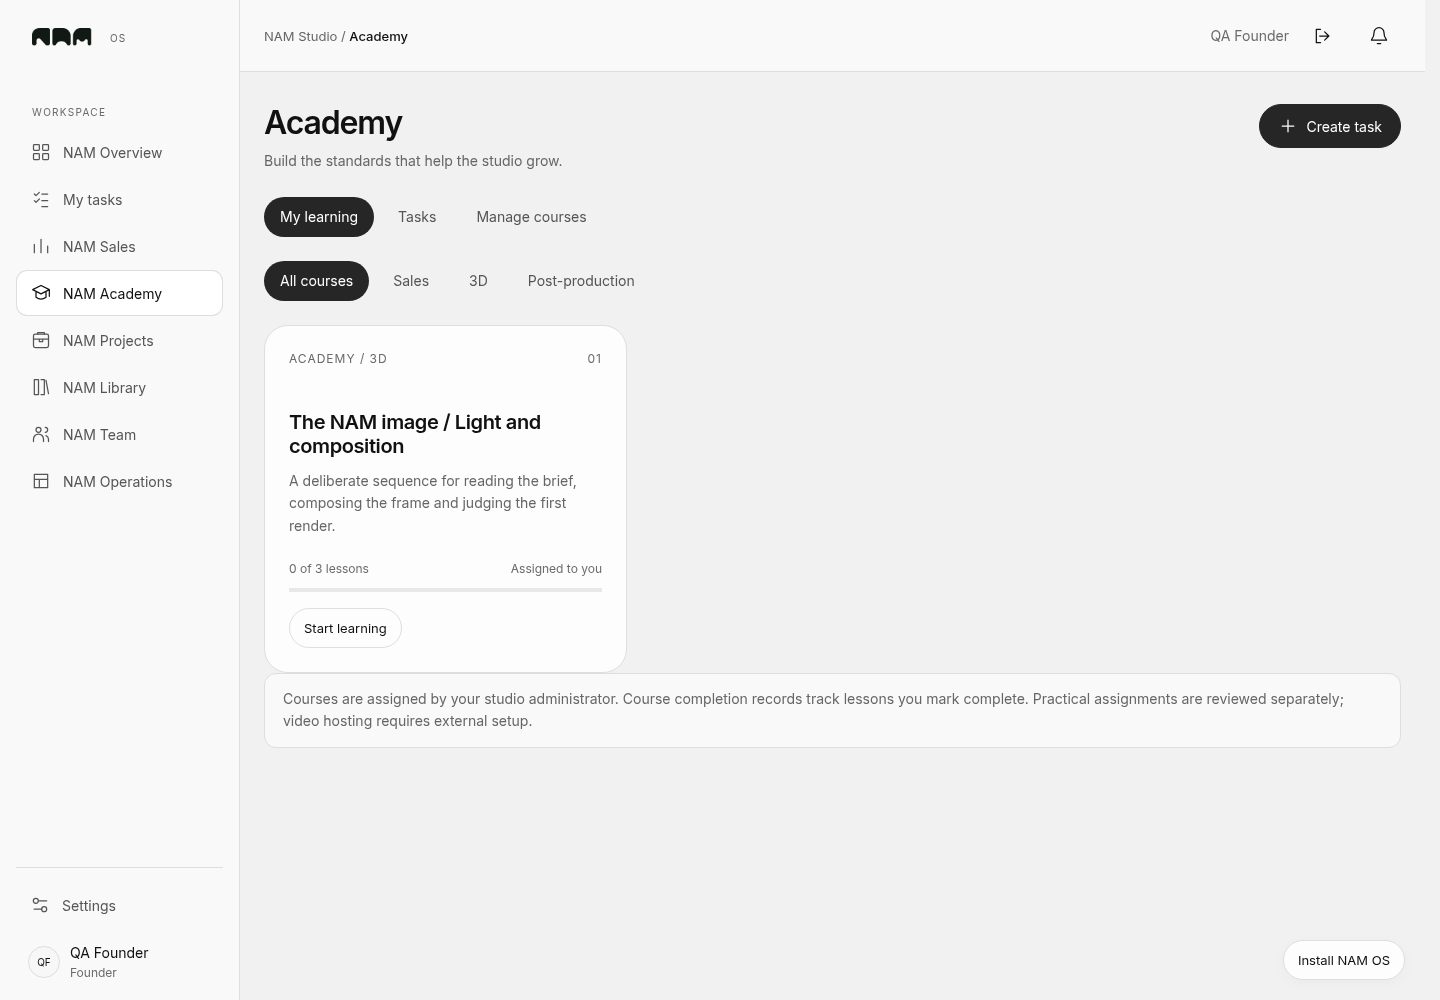 NAM OS
WORKSPACE
NAM Overview
My tasks
NAM Sales
NAM Academy
NAM Projects
NAM Library
NAM Team
NAM Operations
Settings
QF
QA Founder
Founder
NAM Studio / Academy
QA Founder
Academy
Build the standards that help the studio grow.
Create task
My learning Tasks Manage courses
All courses Sales 3D Post-production
ACADEMY / 3D 01
The NAM image / Light and
composition
A deliberate sequence for reading the brief,
composing the frame and judging the first
render.
0 of 3 lessons Assigned to you
Start learning
Courses are assigned by your studio administrator. Course completion records track lessons you mark complete. Practical assignments are reviewed separately;
video hosting requires external setup.
Install NAM OS